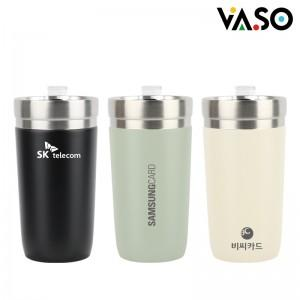 VASO
SK telecom
SAMSUNGCARD
비씨카드